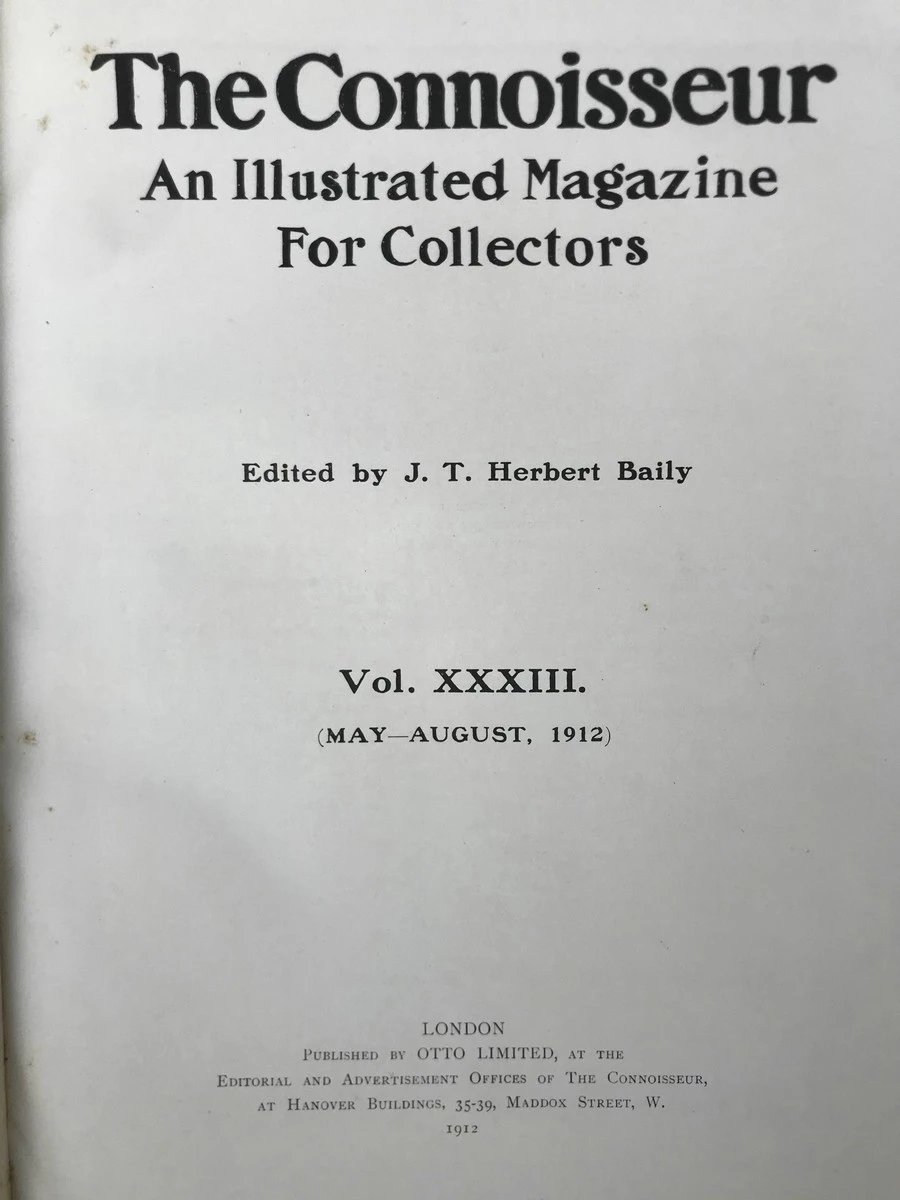 The Connoisseur
An Illustrated Magazine
For Collectors
Edited by J. T. Herbert Baily
Vol. XXXIII.
(MAY—AUGUST, 1912)
LONDON
Published by OTTO LIMITED, at the
Editorial and Advertisement Offices of The Connoisseur,
at Hanover Buildings, 35-39, Maddox Street, W.
1912